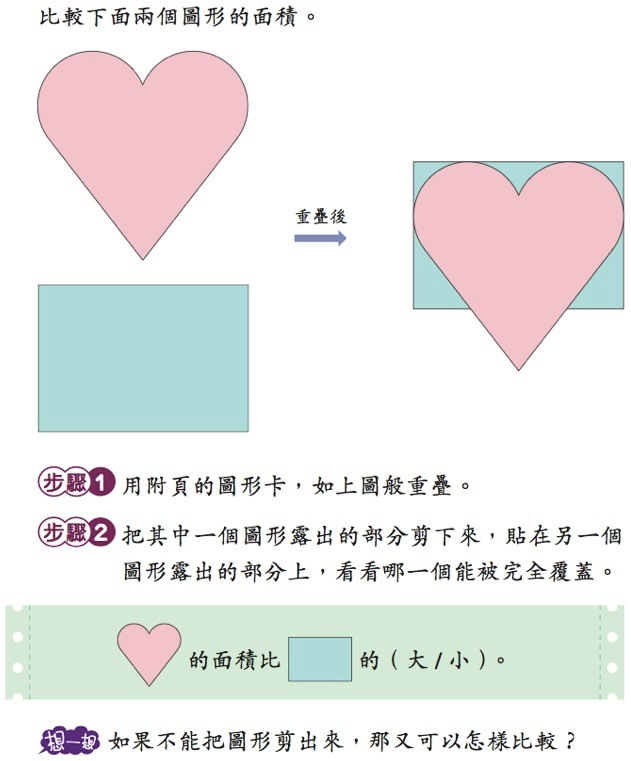 比較下面兩個圖形的面積。
重疊後
步驟1 用附頁的圖形卡，如上圖般重疊。
步驟2 把其中一個圖形露出的部分剪下來，貼在另一個
圖形露出的部分上，看看哪一個能被完全覆蓋。
的面積比 的（大/小）。
想一想 如果不能把圖形剪出來，那又可以怎樣比較？